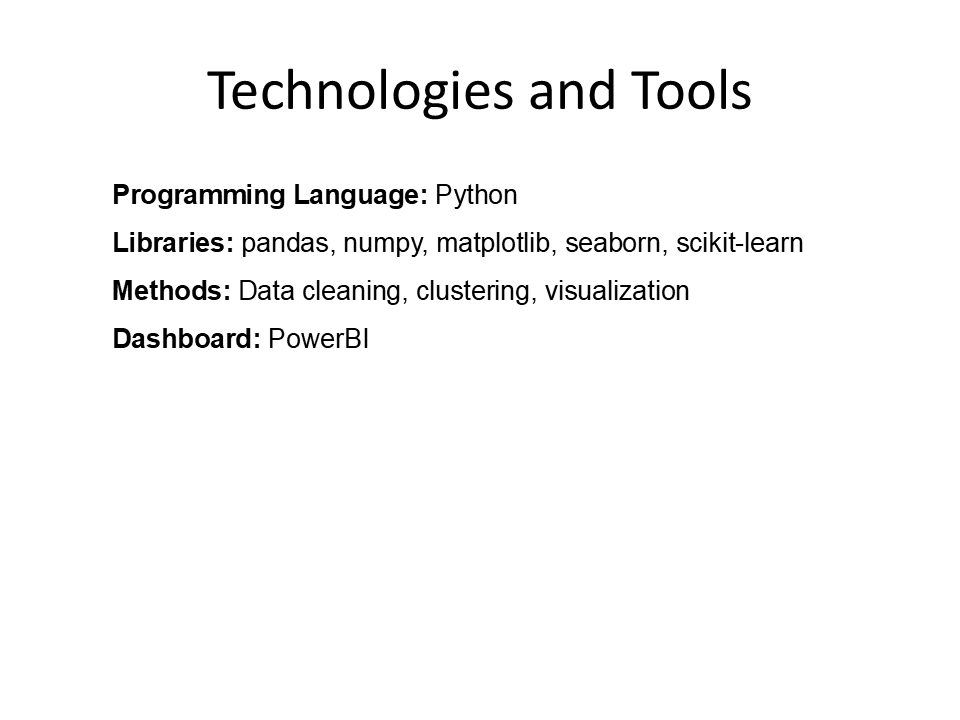 Technologies and Tools
Programming Language: Python
Libraries: pandas, numpy, matplotlib, seaborn, scikit-learn
Methods: Data cleaning, clustering, visualization
Dashboard: PowerBI